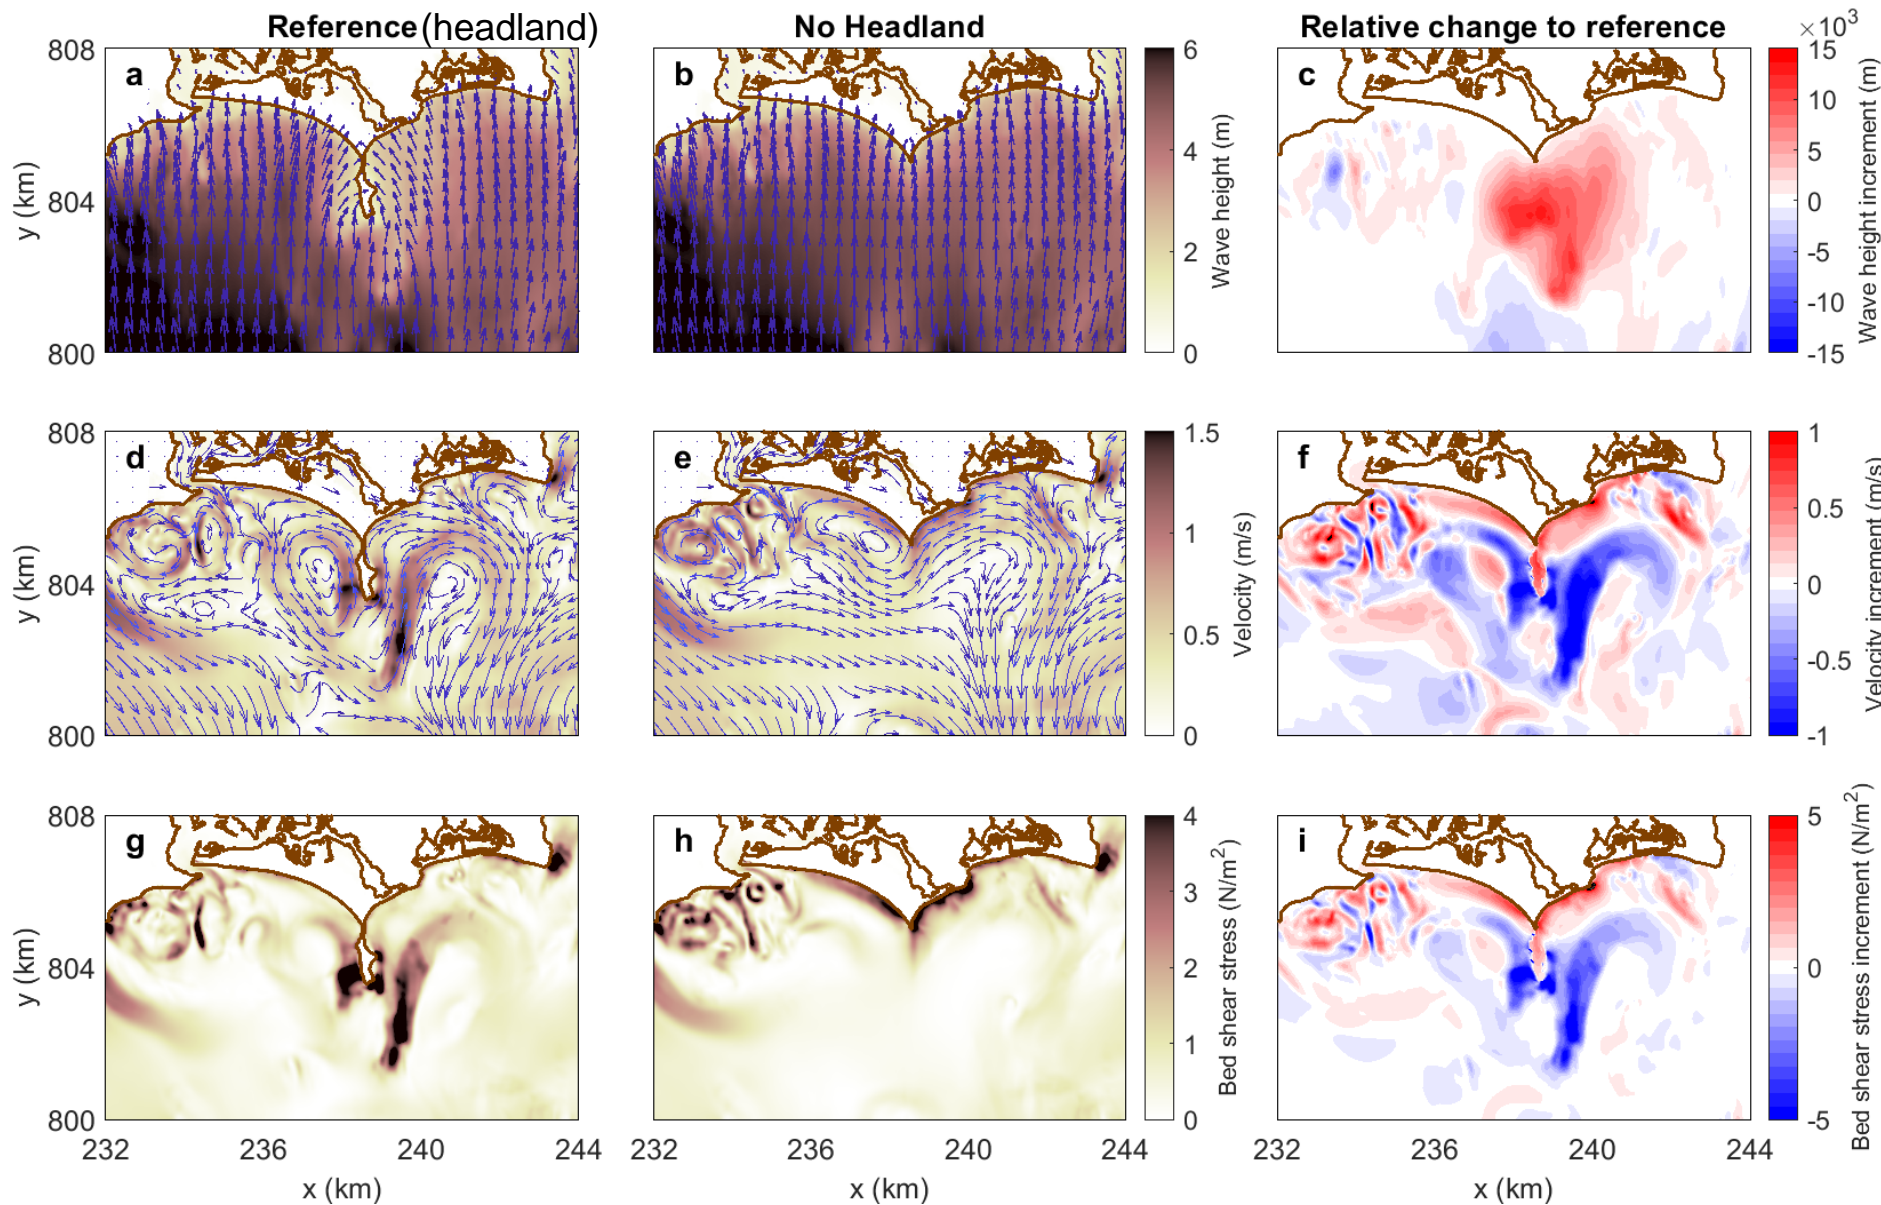 Reference (headland)
No Headland
Relative change to reference
×10³
808
804
800
y (km)
a
b
6
4
2
0
Wave height (m)
c
15
10
5
0
-5
-10
-15
Wave height increment (m)
808
804
800
y (km)
d
e
1.5
1
0.5
0
Velocity (m/s)
f
1
0.5
0
-0.5
-1
Velocity increment (m/s)
808
804
800
y (km)
g
h
4
3
2
1
0
Bed shear stress (N/m²)
i
5
0
-5
Bed shear stress increment (N/m²)
232 236 240 244
232 236 240 244
232 236 240 244
x (km)
x (km)
x (km)